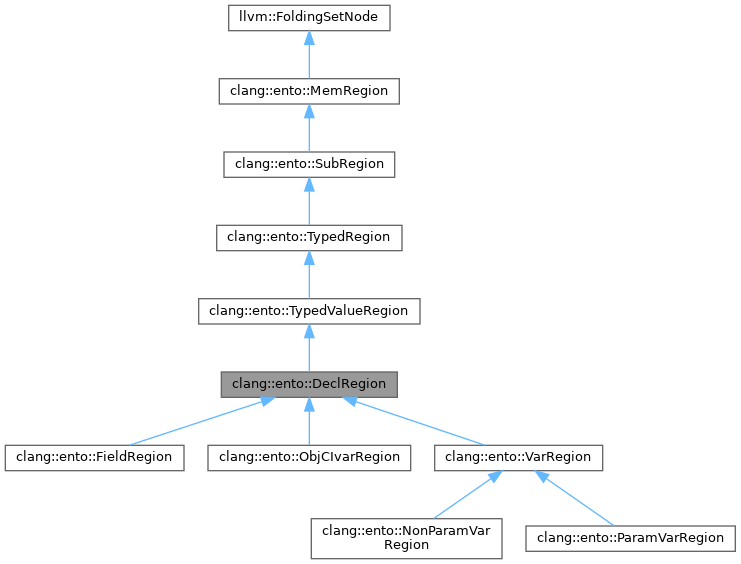 llvm::FoldingSetNode
clang::ento::MemRegion
clang::ento::SubRegion
clang::ento::TypedRegion
clang::ento::TypedValueRegion
clang::ento::DeclRegion
clang::ento::FieldRegion
clang::ento::ObjCIvarRegion
clang::ento::VarRegion
clang::ento::NonParamVar
Region
clang::ento::ParamVarRegion